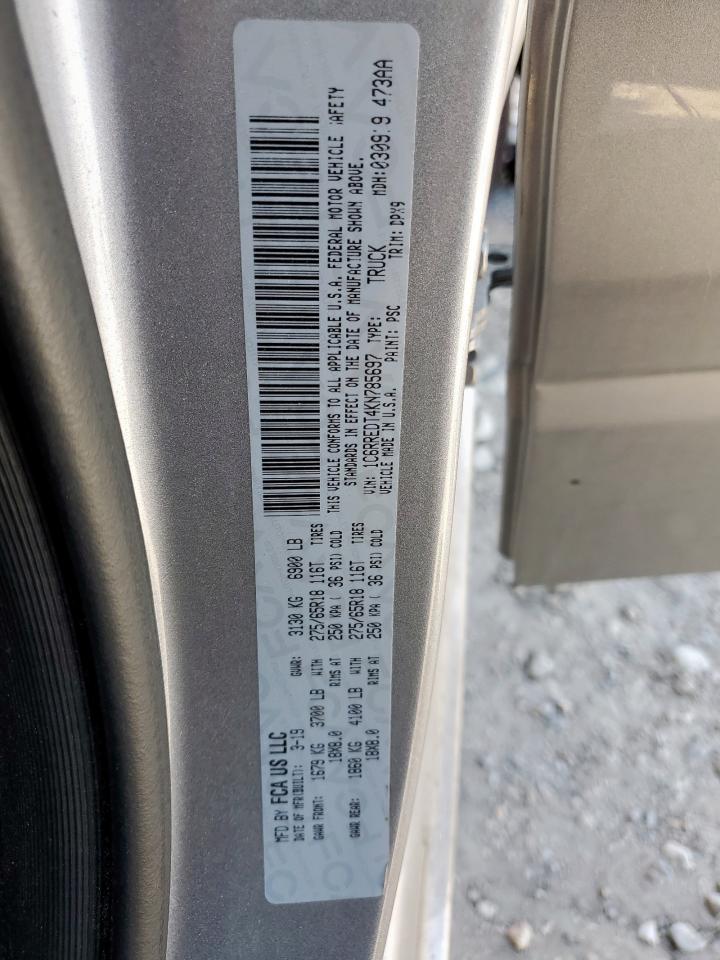 MFD BY FCA US LLC
DATE OF MFR(BUILT): 3-19 GVWR: 3130 KG 6900 LB
GAWR FRONT: 1679 KG 3700 LB WITH 275/65R18 116T TIRES
18X8.0 RIMS AT 250 KPA ( 36 PSI) COLD
GAWR REAR: 1860 KG 4100 LB WITH 275/65R18 116T TIRES
18X8.0 RIMS AT 250 KPA ( 36 PSI) COLD
THIS VEHICLE CONFORMS TO ALL APPLICABLE U.S.A. FEDERAL MOTOR VEHICLE SAFETY
STANDARDS IN EFFECT ON THE DATE OF MANUFACTURE SHOWN ABOVE.
VIN: 1C6RREDT4KN785697 TYPE: TRUCK MDH: 473AA
VEHICLE MADE IN U.S.A. PAINT: PSC TRIM: DPX9